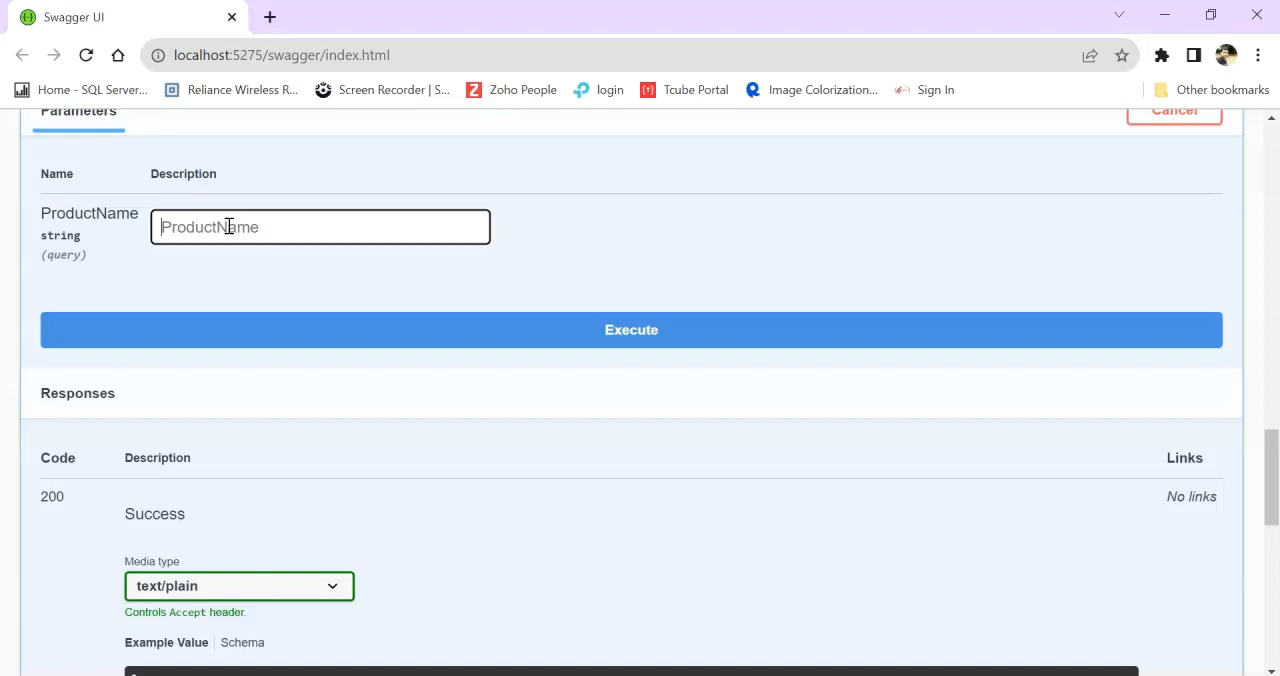 Swagger UI
localhost:5275/swagger/index.html
Home - SQL Server... Reliance Wireless R... Screen Recorder | S... Zoho People login Tcube Portal Image Colorization... Sign In Other bookmarks
Parameters Cancel
Name Description
ProductName ProductName
string
(query)
Execute
Responses
Code Description Links
200 No links
Success
Media type
text/plain
Controls Accept header.
Example Value Schema